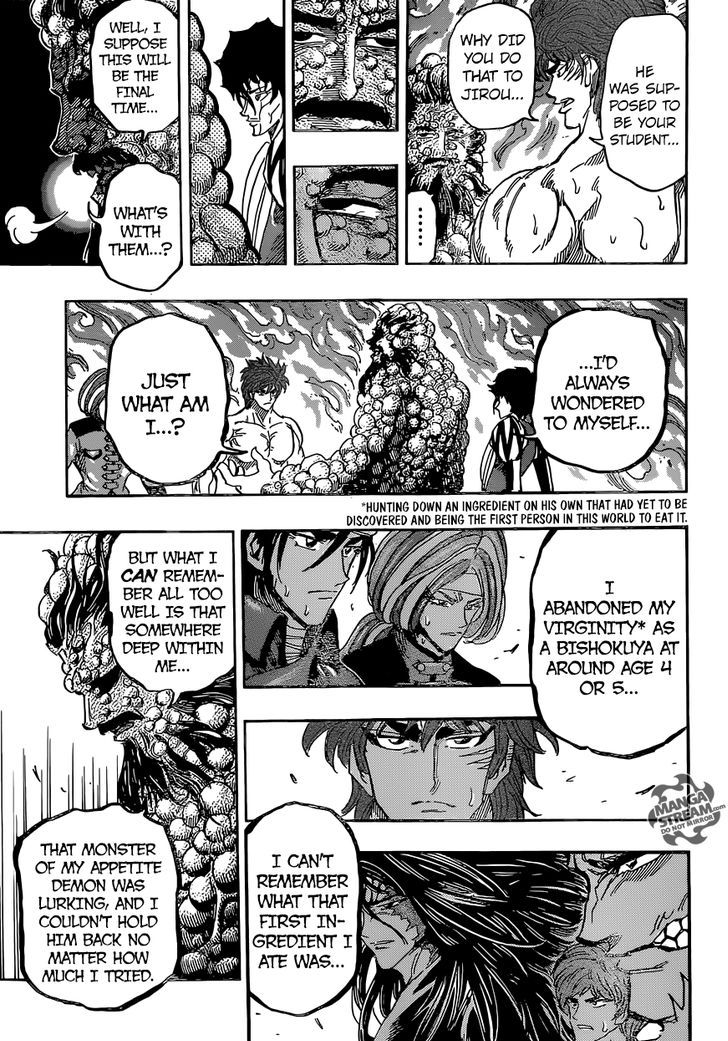 HE
WAS SUP-
POSED TO
BE YOUR
STUDENT...
WHY DID
YOU DO
THAT TO
JIROU...
......
WELL, I
SUPPOSE
THIS WILL
BE THE
FINAL
TIME...
WHAT'S
WITH
THEM...?
...I'D
ALWAYS
WONDERED
TO MYSELF...
JUST
WHAT AM
I...?
*HUNTING DOWN AN INGREDIENT ON HIS OWN THAT HAD YET TO BE
DISCOVERED AND BEING THE FIRST PERSON IN THIS WORLD TO EAT IT.
I
ABANDONED MY
VIRGINITY* AS
A BISHOKUYA AT
AROUND AGE 4
OR 5...
I CAN'T
REMEMBER
WHAT THAT
FIRST IN-
GREDIENT I
ATE WAS...
BUT WHAT I
CAN REMEM-
BER ALL TOO
WELL IS THAT
SOMEWHERE
DEEP WITHIN
ME...
THAT MONSTER
OF MY APPETITE
DEMON WAS
LURKING, AND I
COULDN'T HOLD
HIM BACK NO
MATTER HOW
MUCH I TRIED.
MANGA
STREAM.COM
DO NOT MIRROR